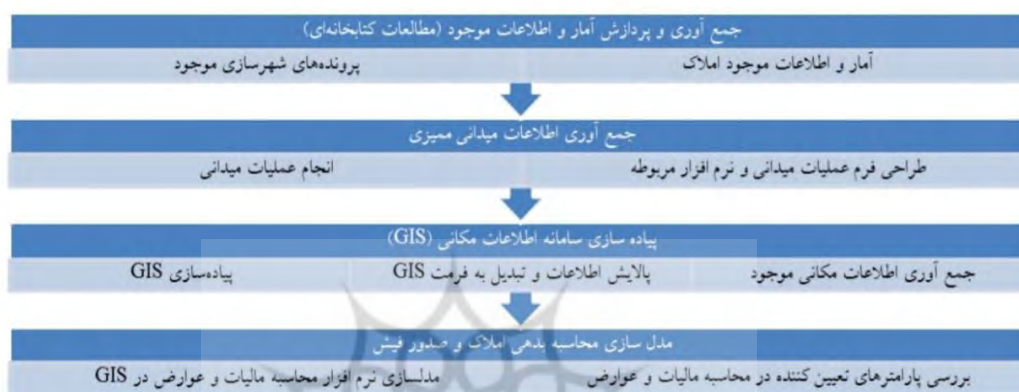 جمع آوری و پردازش آمار و اطلاعات موجود (مطالعات کتابخانه‌ای)
آمار و اطلاعات موجود املاک
پرونده‌های شهرسازی موجود
جمع آوری اطلاعات میدانی ممیزی
طراحی فرم عملیات میدانی و نرم افزار مربوطه
انجام عملیات میدانی
پیاده سازی سامانه اطلاعات مکانی (GIS)
جمع آوری اطلاعات مکانی موجود
پالایش اطلاعات و تبدیل به فرمت GIS
پیاده‌سازی GIS
مدل سازی محاسبه بدهی املاک و صدور فیش
بررسی پارامترهای تعیین کننده در محاسبه مالیات و عوارض
مدلسازی نرم افزار محاسبه مالیات و عوارض در GIS